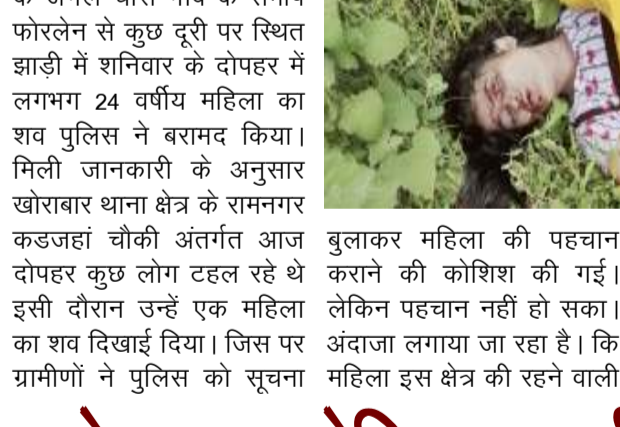 फोरलेन से कुछ दूरी पर स्थित
झाड़ी में शनिवार के दोपहर में
लगभग 24 वर्षीय महिला का
शव पुलिस ने बरामद किया।
मिली जानकारी के अनुसार
खोराबार थाना क्षेत्र के रामनगर
कडजहां चौकी अंतर्गत आज
दोपहर कुछ लोग टहल रहे थे
इसी दौरान उन्हें एक महिला
का शव दिखाई दिया। जिस पर
ग्रामीणों ने पुलिस को सूचना
बुलाकर महिला की पहचान
कराने की कोशिश की गई।
लेकिन पहचान नहीं हो सका।
अंदाजा लगाया जा रहा है। कि
महिला इस क्षेत्र की रहने वाली